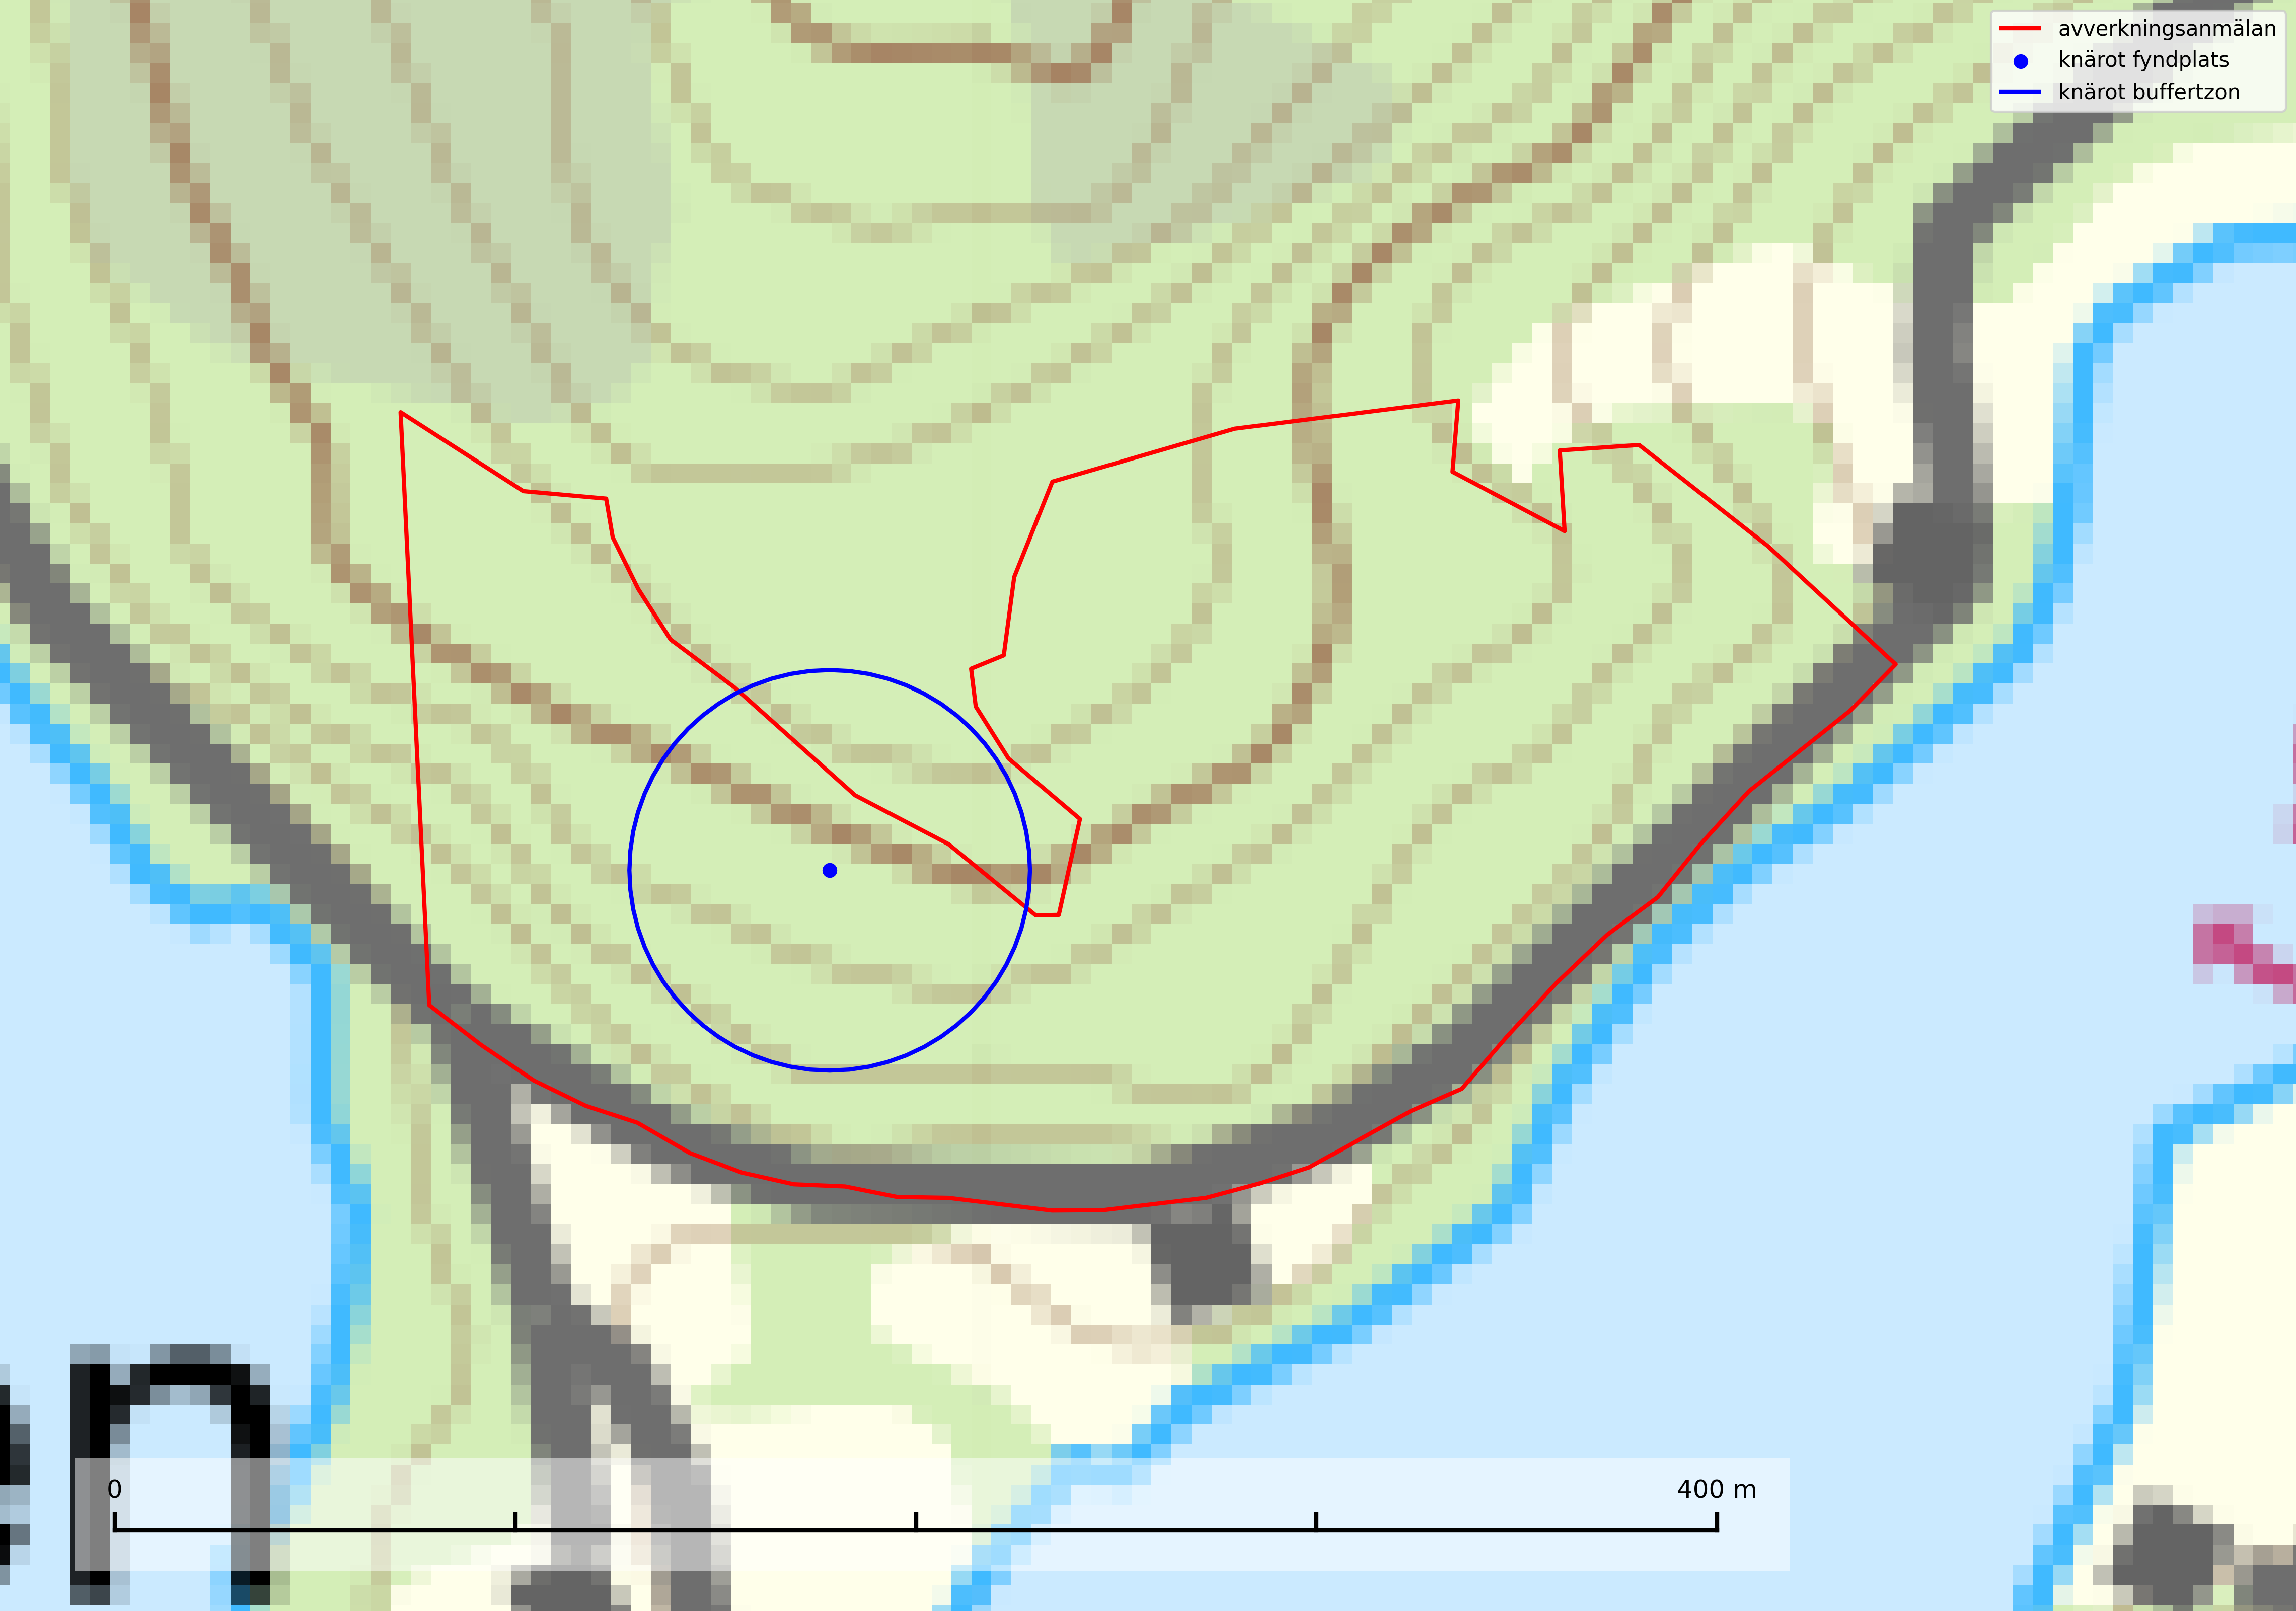 avverkningsanmälan
knärot fyndplats
knärot buffertzon
n
0 400 m